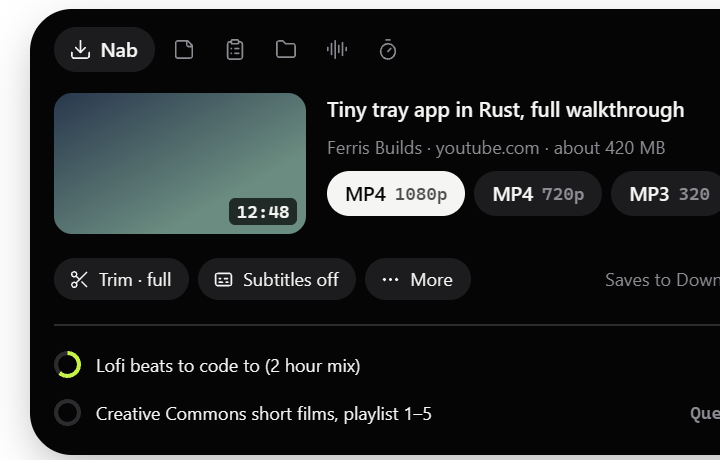 Nab
Tiny tray app in Rust, full walkthrough
Ferris Builds · youtube.com · about 420 MB
12:48
MP4 1080p
MP4 720p
MP3 320
Trim · full
Subtitles off
More
Saves to Down
Lofi beats to code to (2 hour mix)
Creative Commons short films, playlist 1–5
Que